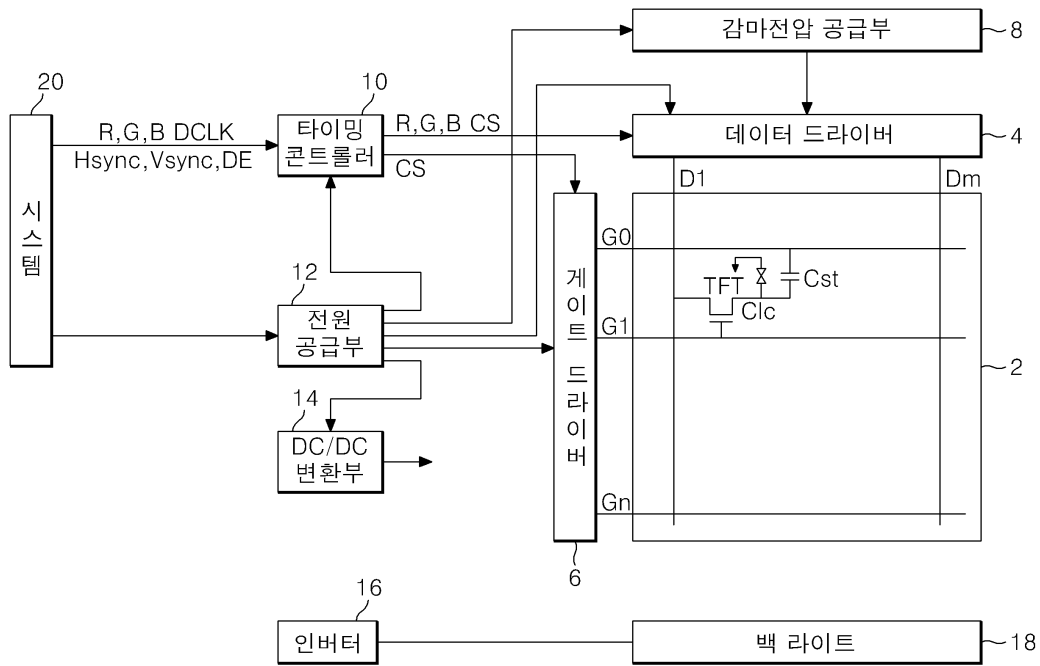 감마전압 공급부
8
20
10
R,G,B DCLK
Hsync,Vsync,DE
타이밍
콘트롤러
R,G,B CS
CS
데이터 드라이버
4
D1
Dm
시스템
G0
TFT
Cst
Clc
G1
게이트 드라이버
12
전원
공급부
2
14
DC/DC
변환부
Gn
6
16
인버터
백 라이트
18